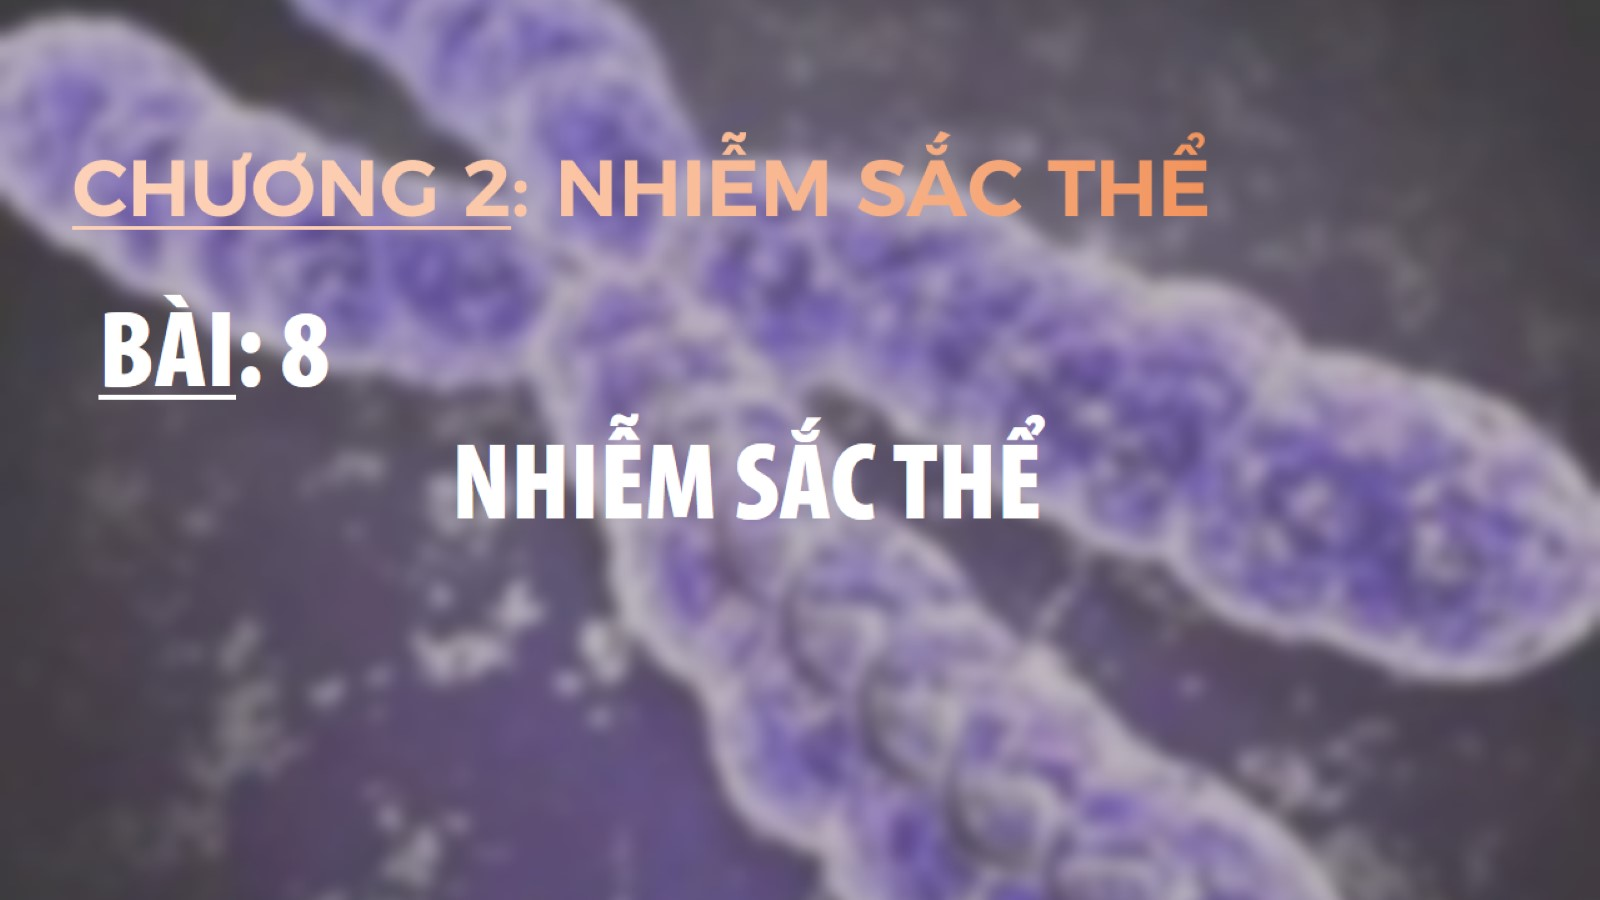 CHƯƠNG 2: NHIỄM SẮC THỂ
BÀI: 8
NHIỄM SẮC THỂ